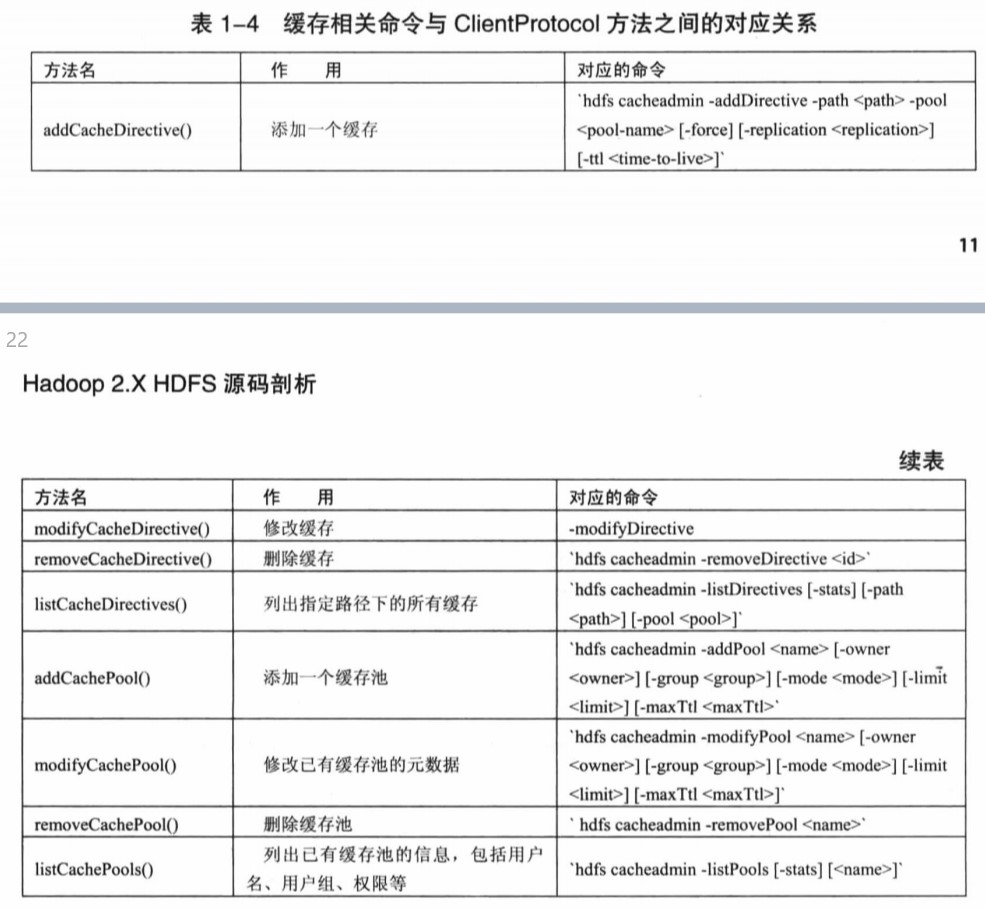 表 1–4 缓存相关命令与 ClientProtocol 方法之间的对应关系
方法名 作 用 对应的命令
addCacheDirective() 添加一个缓存 `hdfs cacheadmin -addDirective -path <path> -pool
<pool-name> [-force] [-replication <replication>]
[-ttl <time-to-live>]`
11
22
Hadoop 2.X HDFS 源码剖析
续表
方法名 作 用 对应的命令
modifyCacheDirective() 修改缓存 -modifyDirective
removeCacheDirective() 删除缓存 `hdfs cacheadmin -removeDirective <id>`
listCacheDirectives() 列出指定路径下的所有缓存 `hdfs cacheadmin -listDirectives [-stats] [-path
<path>] [-pool <pool>]`
addCachePool() 添加一个缓存池 `hdfs cacheadmin -addPool <name> [-owner
<owner>] [-group <group>] [-mode <mode>] [-limit
<limit>] [-maxTtl <maxTtl>`
modifyCachePool() 修改已有缓存池的元数据 `hdfs cacheadmin -modifyPool <name> [-owner
<owner>] [-group <group>] [-mode <mode>] [-limit
<limit>] [-maxTtl <maxTtl>]`
removeCachePool() 删除缓存池 ` hdfs cacheadmin -removePool <name>`
listCachePools() 列出已有缓存池的信息，包括用户
名、用户组、权限等 `hdfs cacheadmin -listPools [-stats] [<name>]`